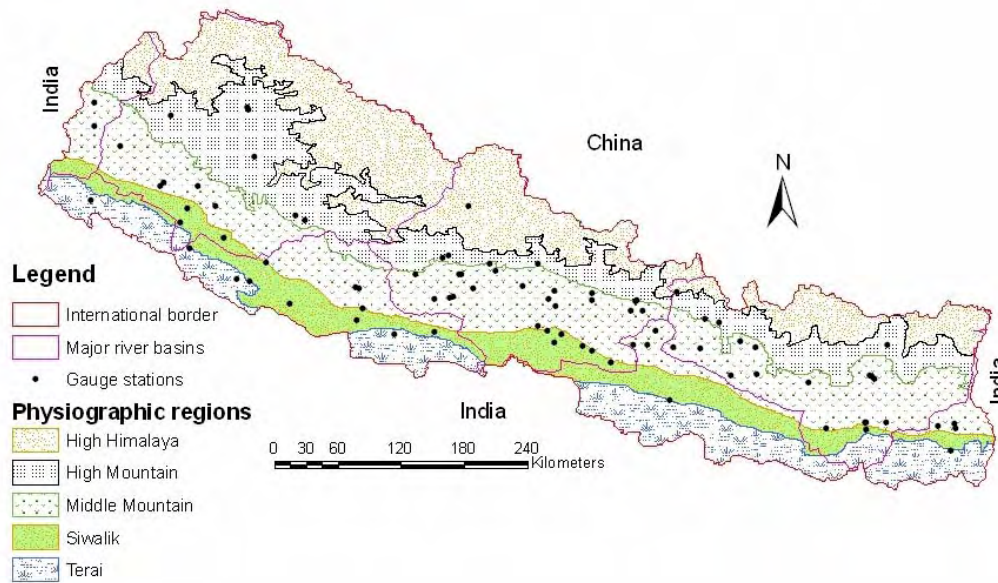 India
China
N
Legend
International border
Major river basins
Gauge stations
Physiographic regions
High Himalaya
High Mountain
Middle Mountain
Siwalik
Terai
India
0 30 60 120 180 240
Kilometers
India